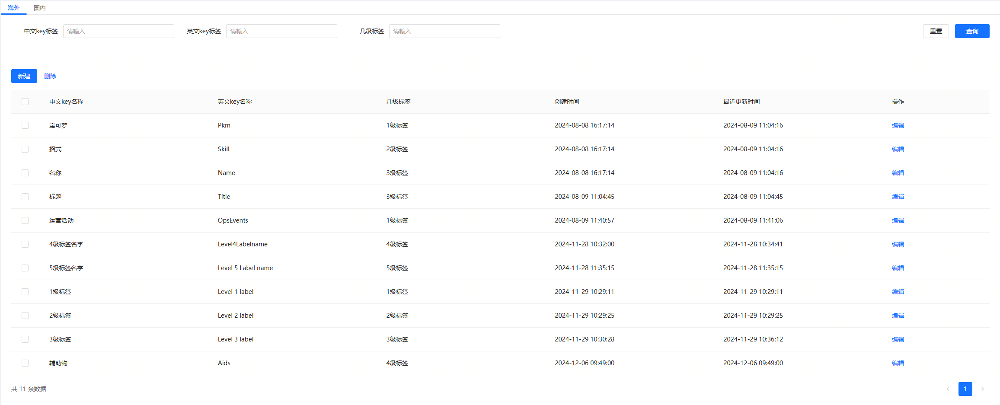 海外 国内
中文key标签 请输入 英文key标签 请输入 几级标签 请输入 重置 查询
新建 删除
中文key名称 英文key名称 几级标签 创建时间 最近更新时间 操作
宝可梦 Pkm 1级标签 2024-08-08 16:17:14 2024-08-09 11:04:16 编辑
招式 Skill 2级标签 2024-08-08 16:17:14 2024-08-09 11:04:16 编辑
名称 Name 3级标签 2024-08-08 16:17:14 2024-08-09 11:04:16 编辑
标题 Title 3级标签 2024-08-09 11:04:45 2024-08-09 11:04:45 编辑
运营活动 OpsEvents 1级标签 2024-08-09 11:40:57 2024-08-09 11:41:06 编辑
4级标签名字 Level4Labelname 4级标签 2024-11-28 10:32:00 2024-11-28 10:34:41 编辑
5级标签名字 Level 5 Label name 5级标签 2024-11-28 11:35:15 2024-11-28 11:35:15 编辑
1级标签 Level 1 label 1级标签 2024-11-29 10:29:11 2024-11-29 10:29:11 编辑
2级标签 Level 2 label 2级标签 2024-11-29 10:29:25 2024-11-29 10:29:25 编辑
3级标签 Level 3 label 3级标签 2024-11-29 10:30:28 2024-11-29 10:36:12 编辑
辅助物 Aids 4级标签 2024-12-06 09:49:00 2024-12-06 09:49:00 编辑
共 11 条数据 1